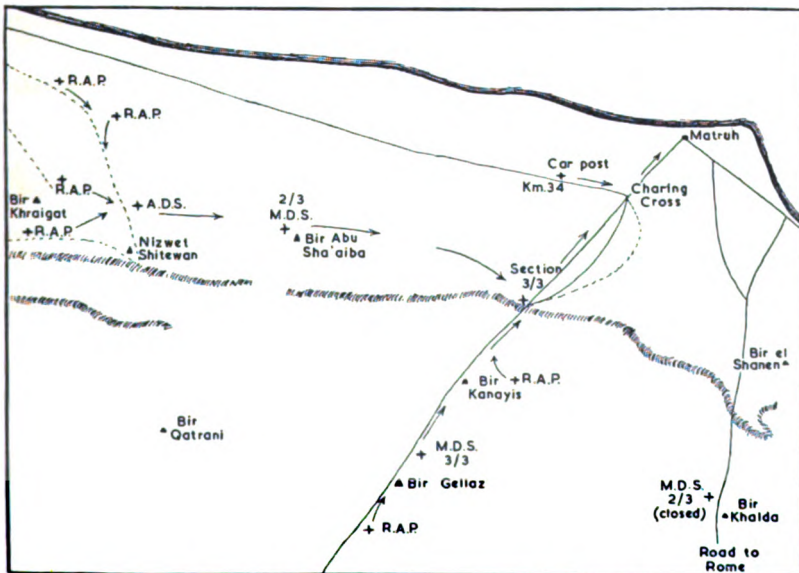 R.A.P.
R.A.P.
Matruh
Car post
Km.34
Charing
Cross
R.A.P.
Bir
Khraigat
A.D.S.
2/3
M.D.S.
R.A.P.
Bir Abu
Sha'aiba
Nizwet
Shitewan
Section
3/3
Bir el
Shanen
Bir
Kanayis
R.A.P.
Bir
Qatrani
M.D.S.
3/3
Bir Gellaz
M.D.S.
2/3
(closed)
Bir
Khalda
R.A.P.
Road to
Rome